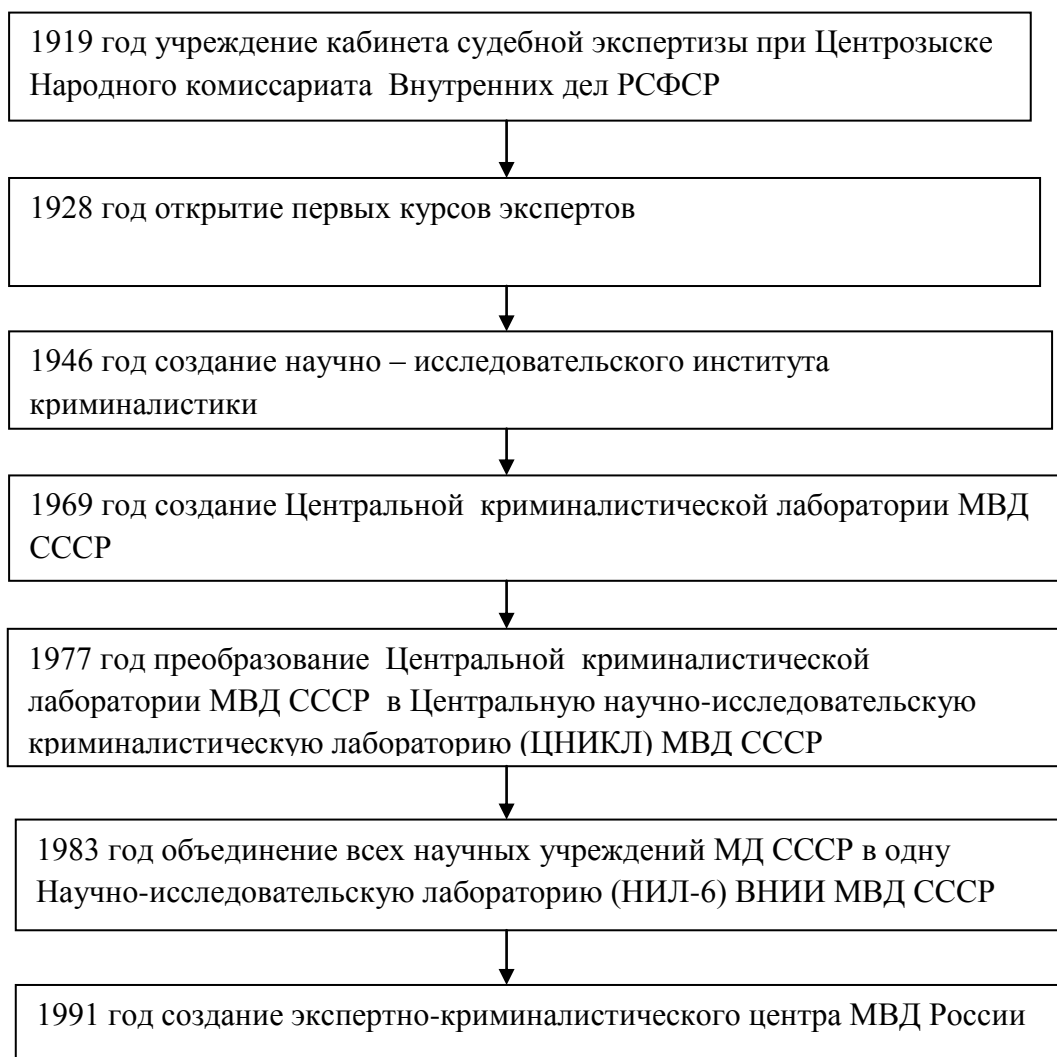 1919 год учреждение кабинета судебной экспертизы при Центрозыске
Народного комиссариата Внутренних дел РСФСР
1928 год открытие первых курсов экспертов
1946 год создание научно – исследовательского института
криминалистики
1969 год создание Центральной криминалистической лаборатории МВД
СССР
1977 год преобразование Центральной криминалистической
лаборатории МВД СССР в Центральную научно-исследовательскую
криминалистическую лабораторию (ЦНИКЛ) МВД СССР
1983 год объединение всех научных учреждений МД СССР в одну
Научно-исследовательскую лабораторию (НИЛ-6) ВНИИ МВД СССР
1991 год создание экспертно-криминалистического центра МВД России